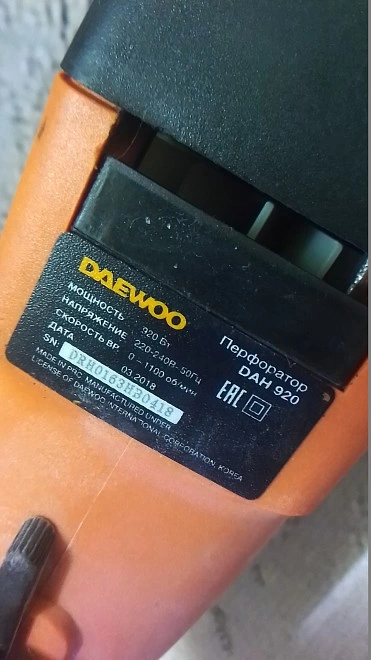 DAEWOO
МОЩНОСТЬ 920 Вт
НАПРЯЖЕНИЕ 220-240В~50Гц
СКОРОСТЬ ВР. 0-1100 об/мин
ДАТА 03.2018
SN: DRH0163H30418
MADE IN PRC, MANUFACTURED UNDER
LICENSE OF DAEWOO INTERNATIONAL CORPORATION, KOREA
Перфоратор
DAH 920
EAC